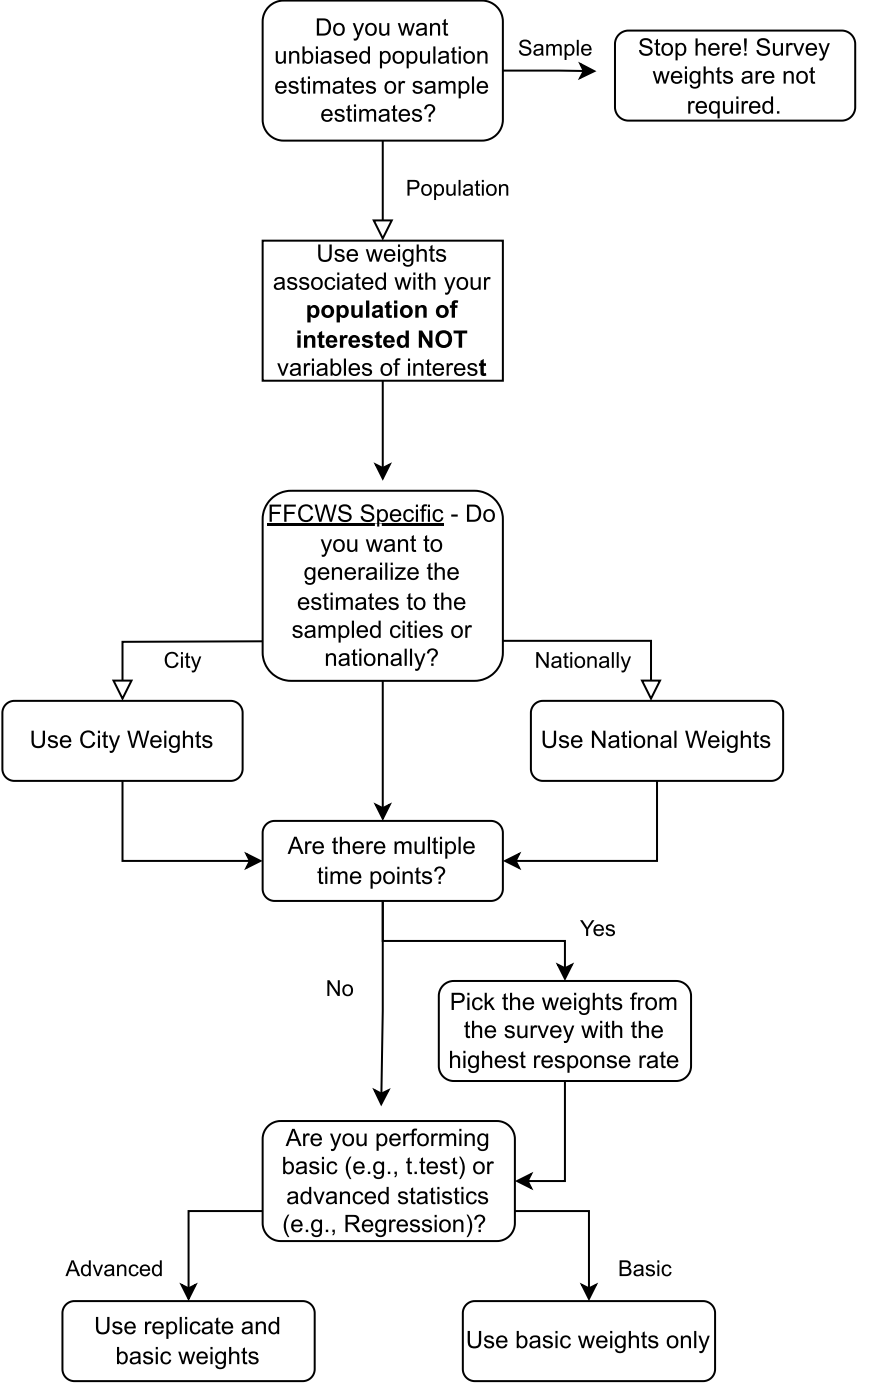 Do you want
unbiased population
estimates or sample
estimates?
Sample
Stop here! Survey
weights are not
required.
Population
Use weights
associated with your
population of
interested NOT
variables of interest
FFCWS Specific - Do
you want to
generailize the
estimates to the
sampled cities or
nationally?
City
Nationally
Use City Weights
Use National Weights
Are there multiple
time points?
Yes
No
Pick the weights from
the survey with the
highest response rate
Are you performing
basic (e.g., t.test) or
advanced statistics
(e.g., Regression)?
Advanced
Basic
Use replicate and
basic weights
Use basic weights only